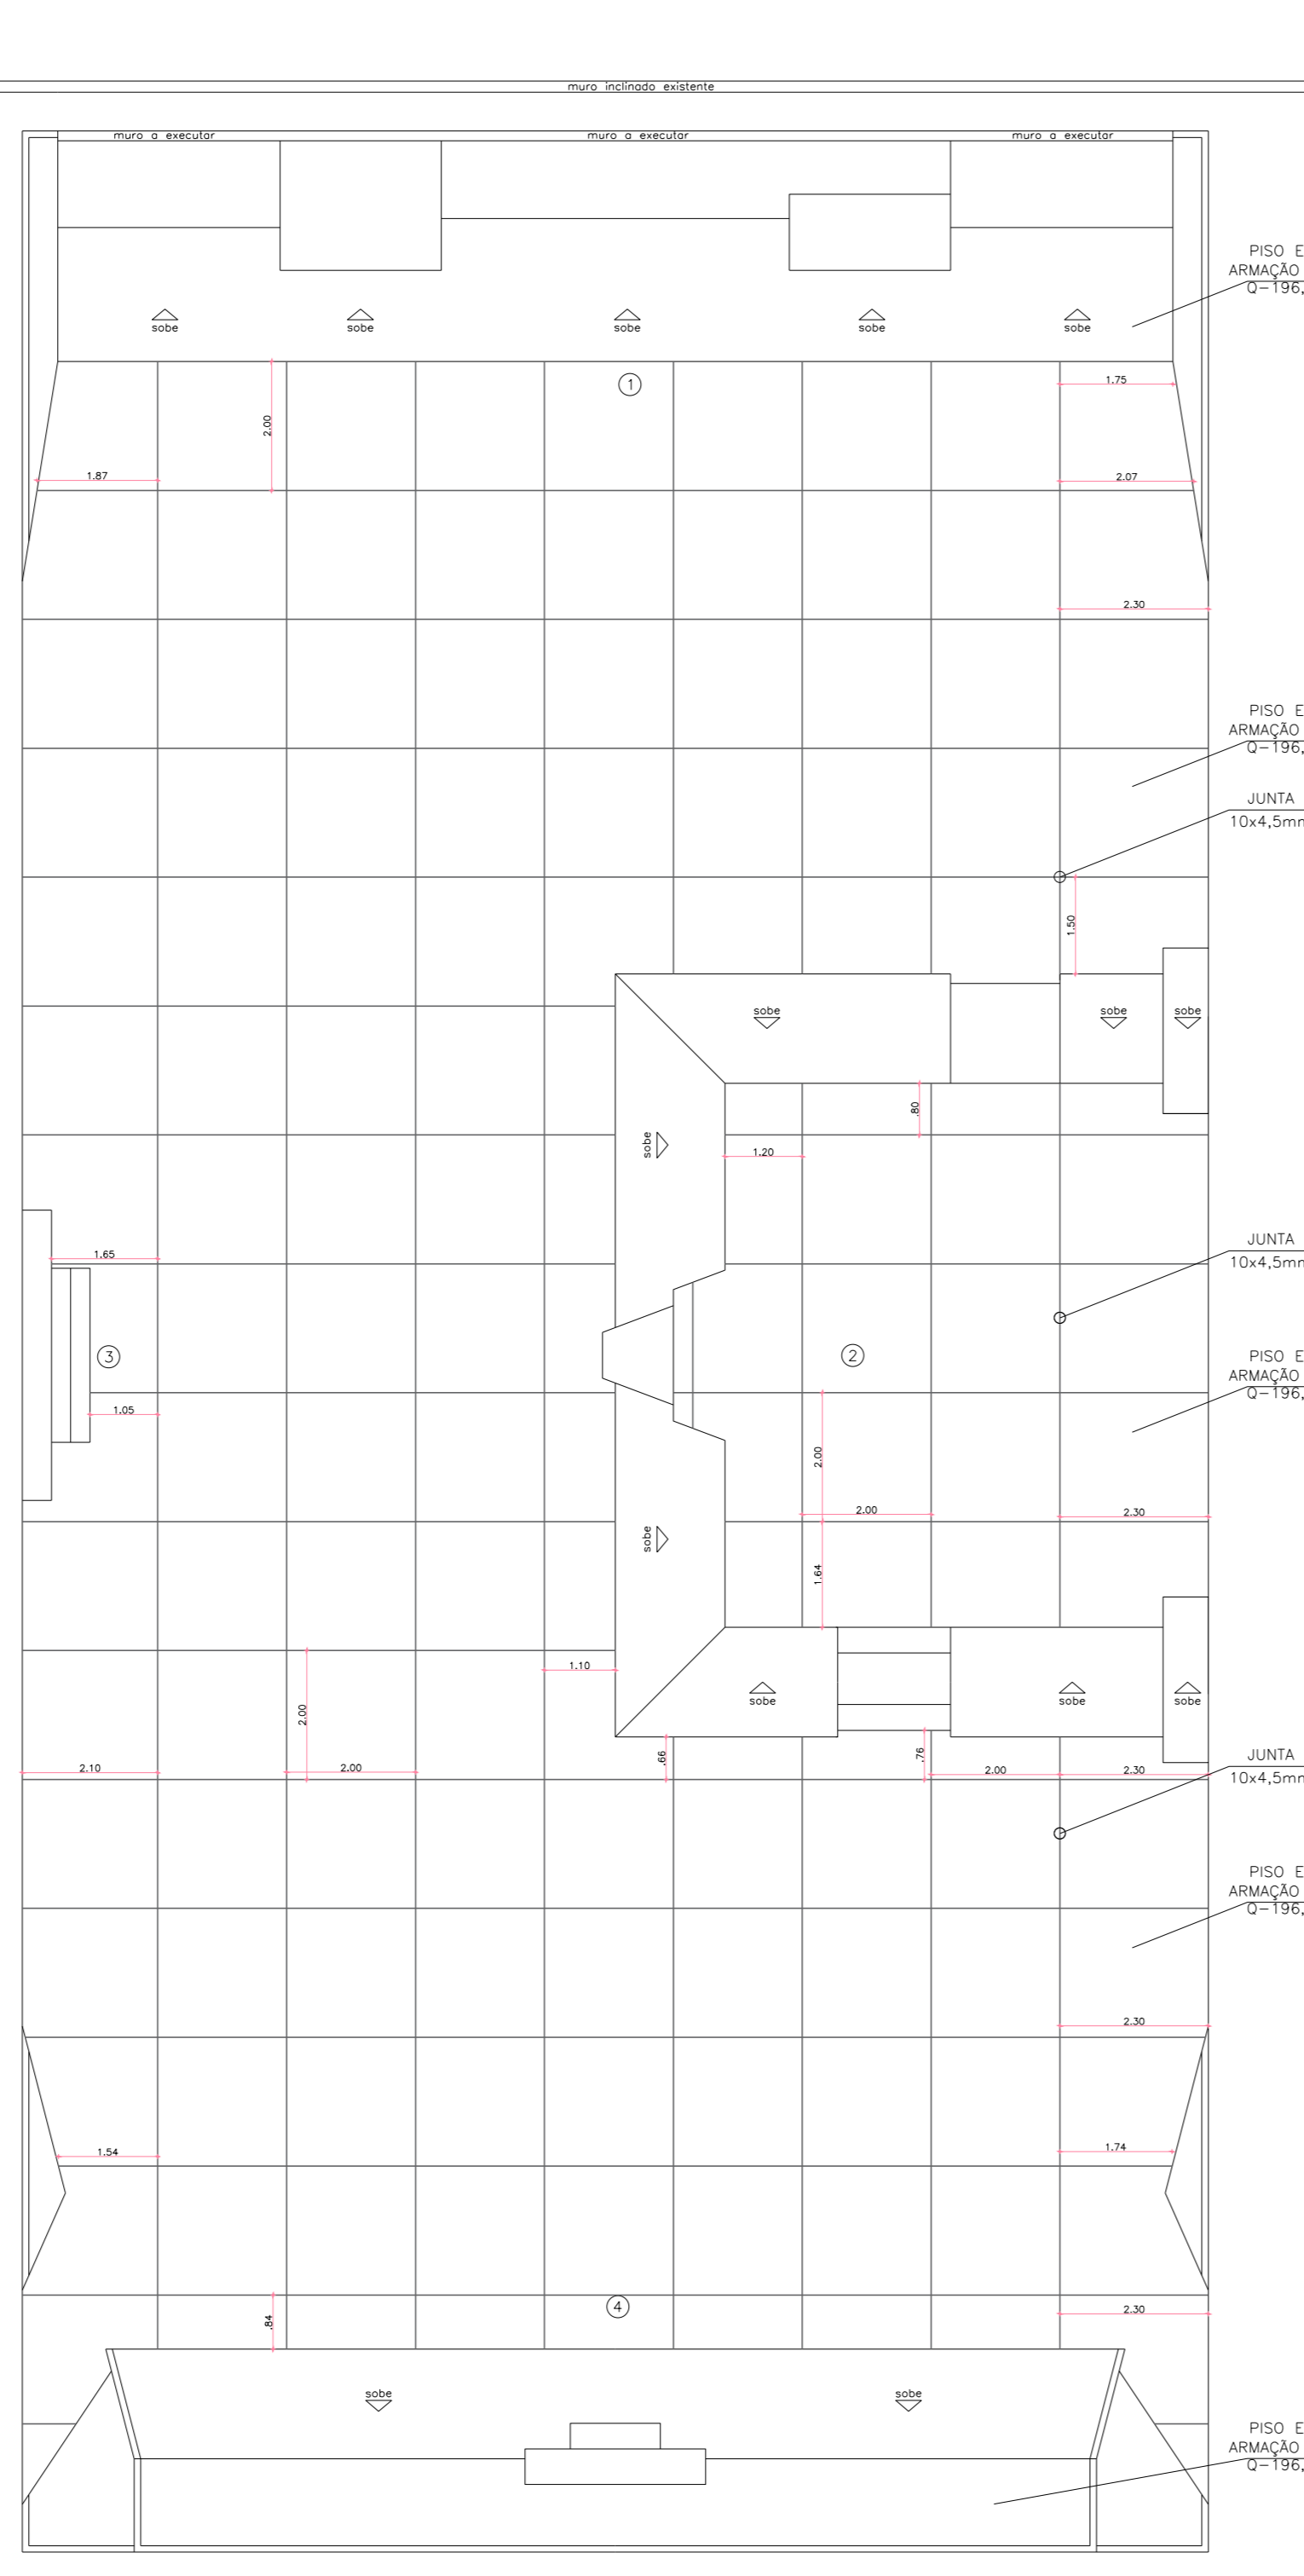 muro inclinado existente
muro a executar
muro a executar
muro a executar
PISO E
ARMAÇÃO
Q-196,
sobe
sobe
sobe
sobe
sobe
1
1.75
2.00
1.87
2.07
2.30
PISO E
ARMAÇÃO
Q-196,
JUNTA
10x4,5mm
1.50
sobe
sobe
sobe
.80
sobe
1.20
JUNTA
10x4,5mm
1.65
3
2
PISO E
ARMAÇÃO
Q-196,
1.05
2.00
2.00
2.30
sobe
1.64
1.10
sobe
sobe
sobe
2.00
.66
.76
JUNTA
10x4,5mm
2.10
2.00
2.00
2.30
PISO E
ARMAÇÃO
Q-196,
2.30
1.54
1.74
4
.84
2.30
sobe
sobe
PISO E
ARMAÇÃO
Q-196,